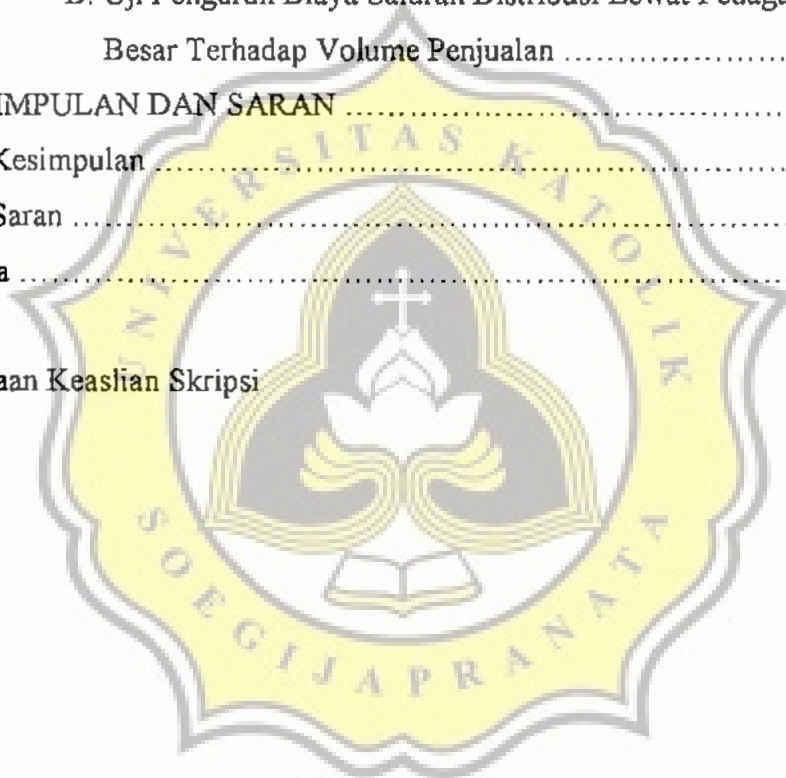 Besar Terhadap Volume Penjualan ........................
IMPULAN DAN SARAN ........................................
Kesimpulan ........................................................
Saran ................................................................
a ......................................................................
aan Keaslian Skripsi
UNIVERSITAS KATOLIK
SOEGIJAPRANATA